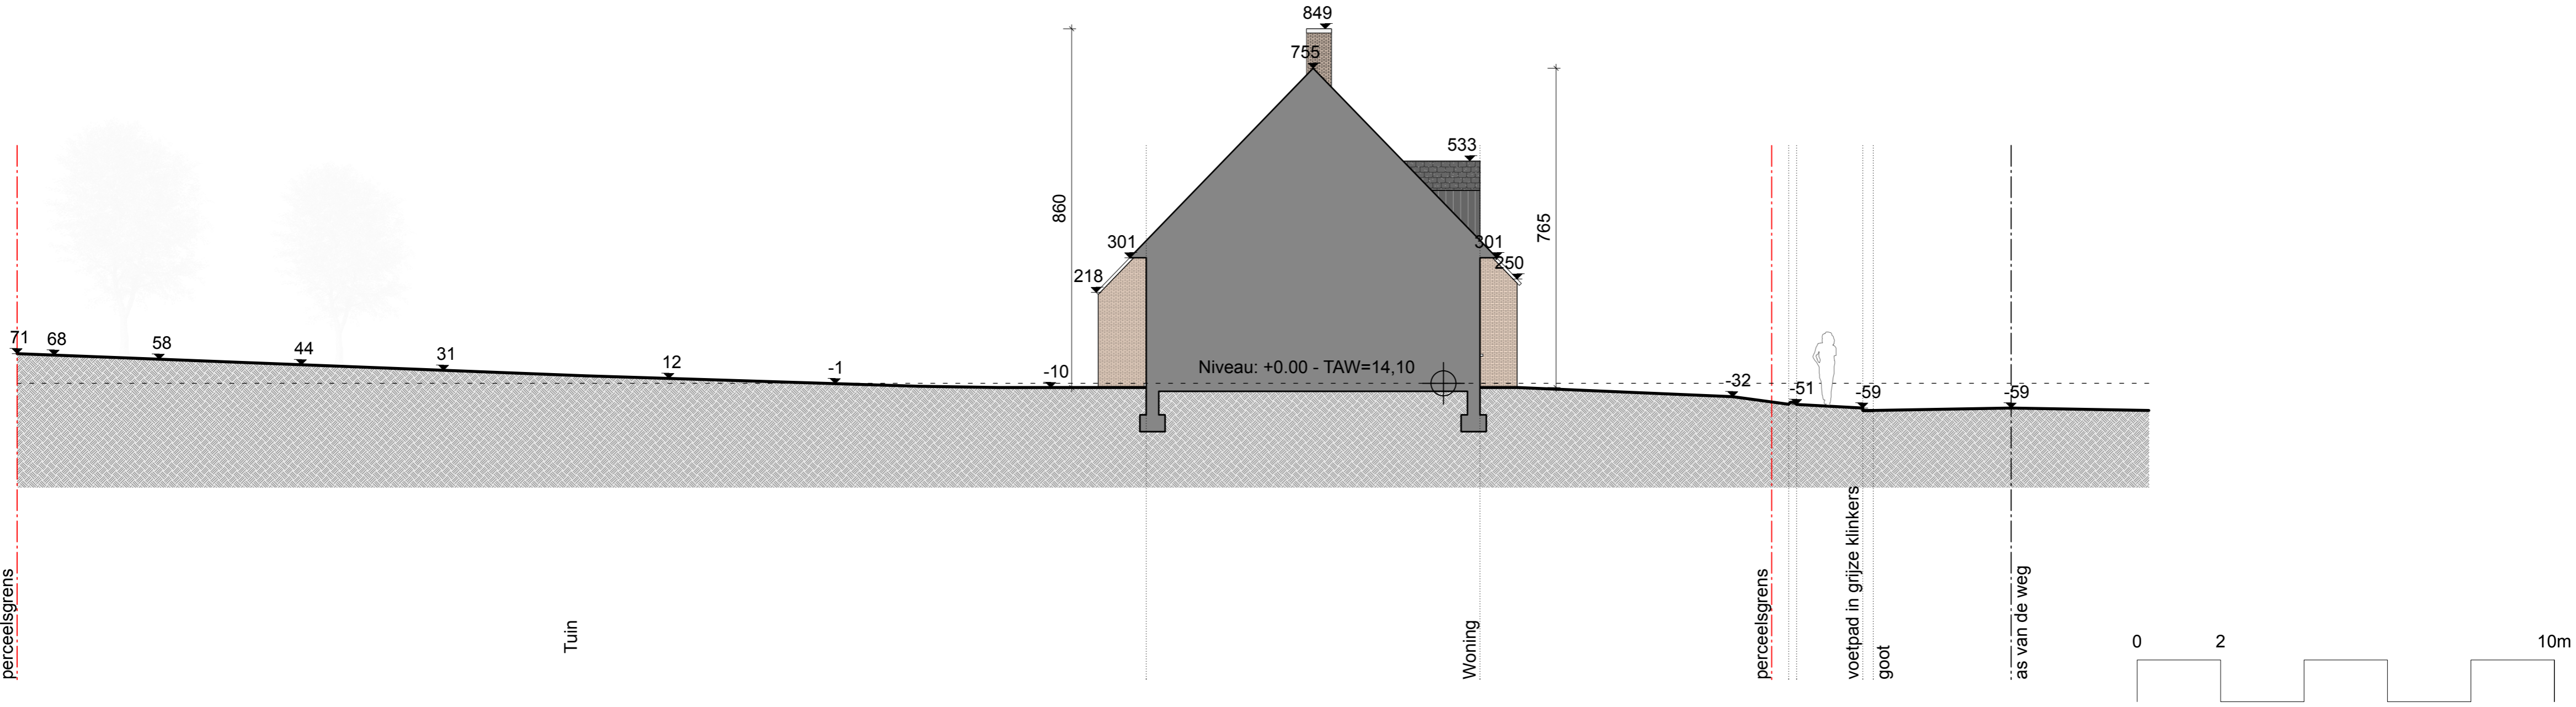 849
755
533
860
765
301
301
218
250
71
68
58
44
31
12
-1
-10
Niveau: +0.00 - TAW=14,10
-32
-51
-59
-59
perceelsgrens
Tuin
Woning
perceelsgrens
voetpad in grijze klinkers
goot
as van de weg
0 2 10m